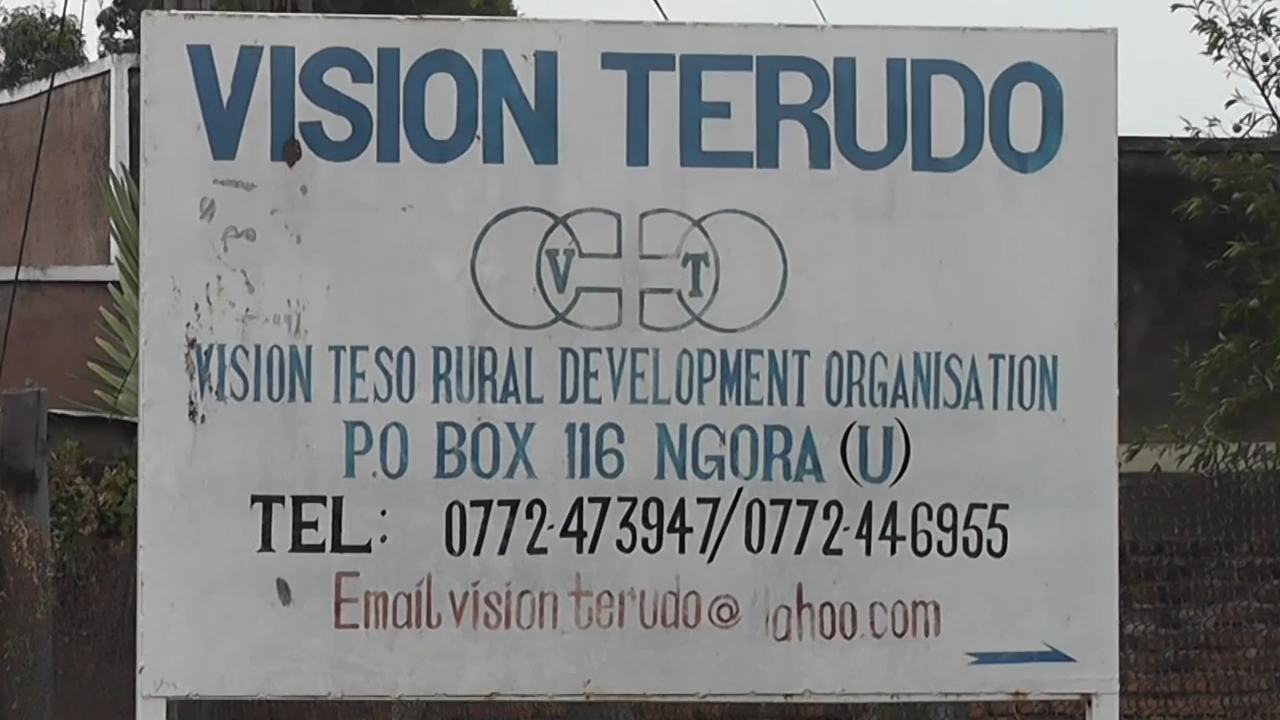 VISION TERUDO
V T
VISION TESO RURAL DEVELOPMENT ORGANISATION
P.O BOX 116 NGORA (U)
TEL: 0772-473947/0772-446955
Email vision terudo@ yahoo.com